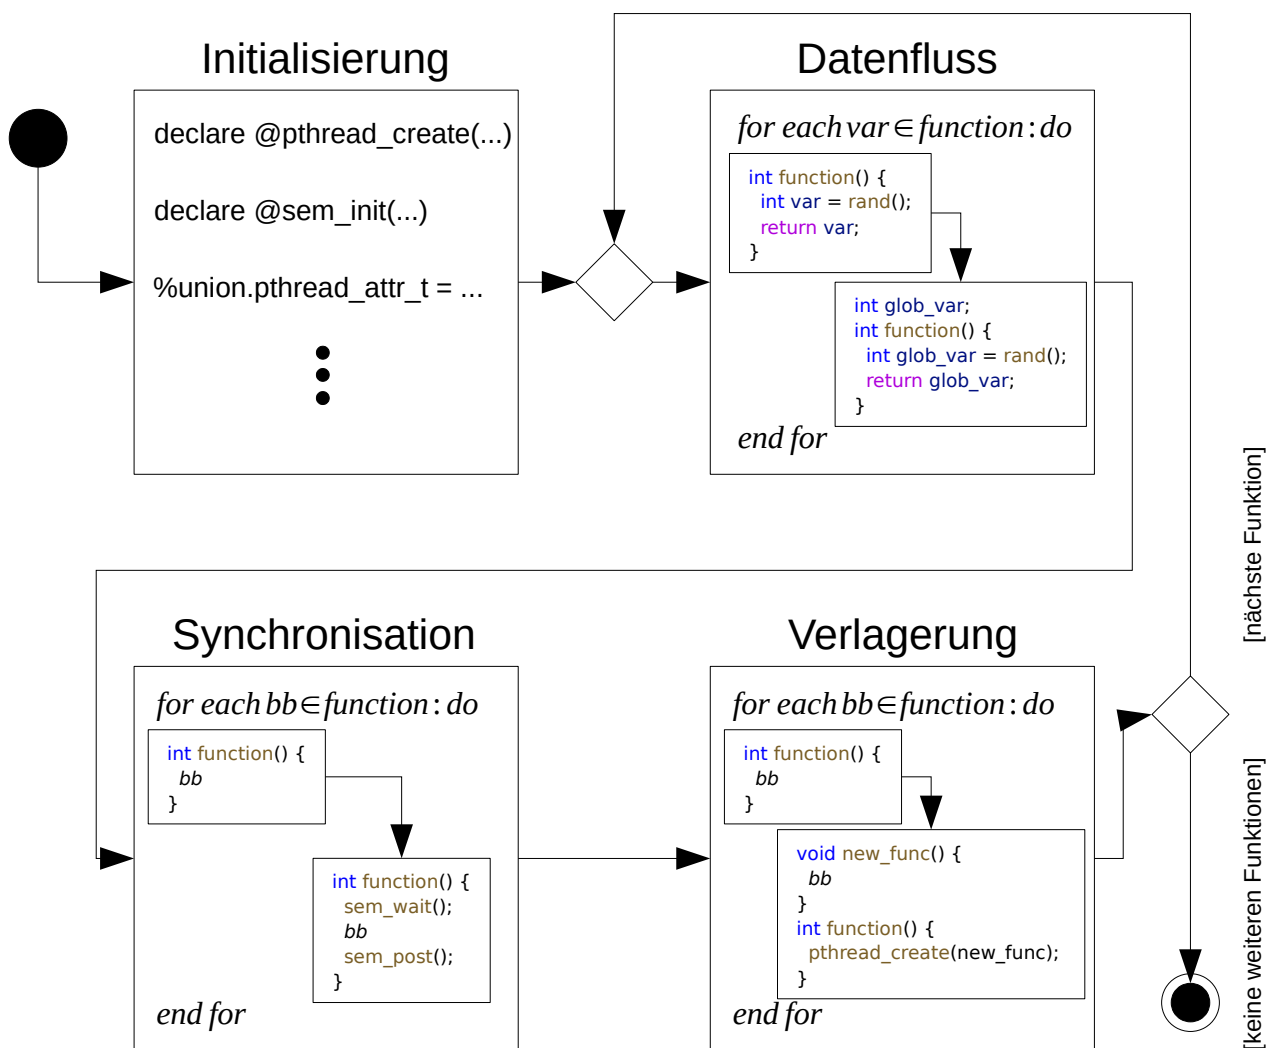 Initialisierung
declare @pthread_create(...)
declare @sem_init(...)
%union.pthread_attr_t = ...
Datenfluss
for each var ∈ function : do
int function() {
int var = rand();
return var;
}
int glob_var;
int function() {
int glob_var = rand();
return glob_var;
}
end for
Synchronisation
for each bb ∈ function : do
int function() {
bb
}
int function() {
sem_wait();
bb
sem_post();
}
end for
Verlagerung
for each bb ∈ function : do
int function() {
bb
}
void new_func() {
bb
}
int function() {
pthread_create(new_func);
}
end for
[nächste Funktion]
[keine weiteren Funktionen]